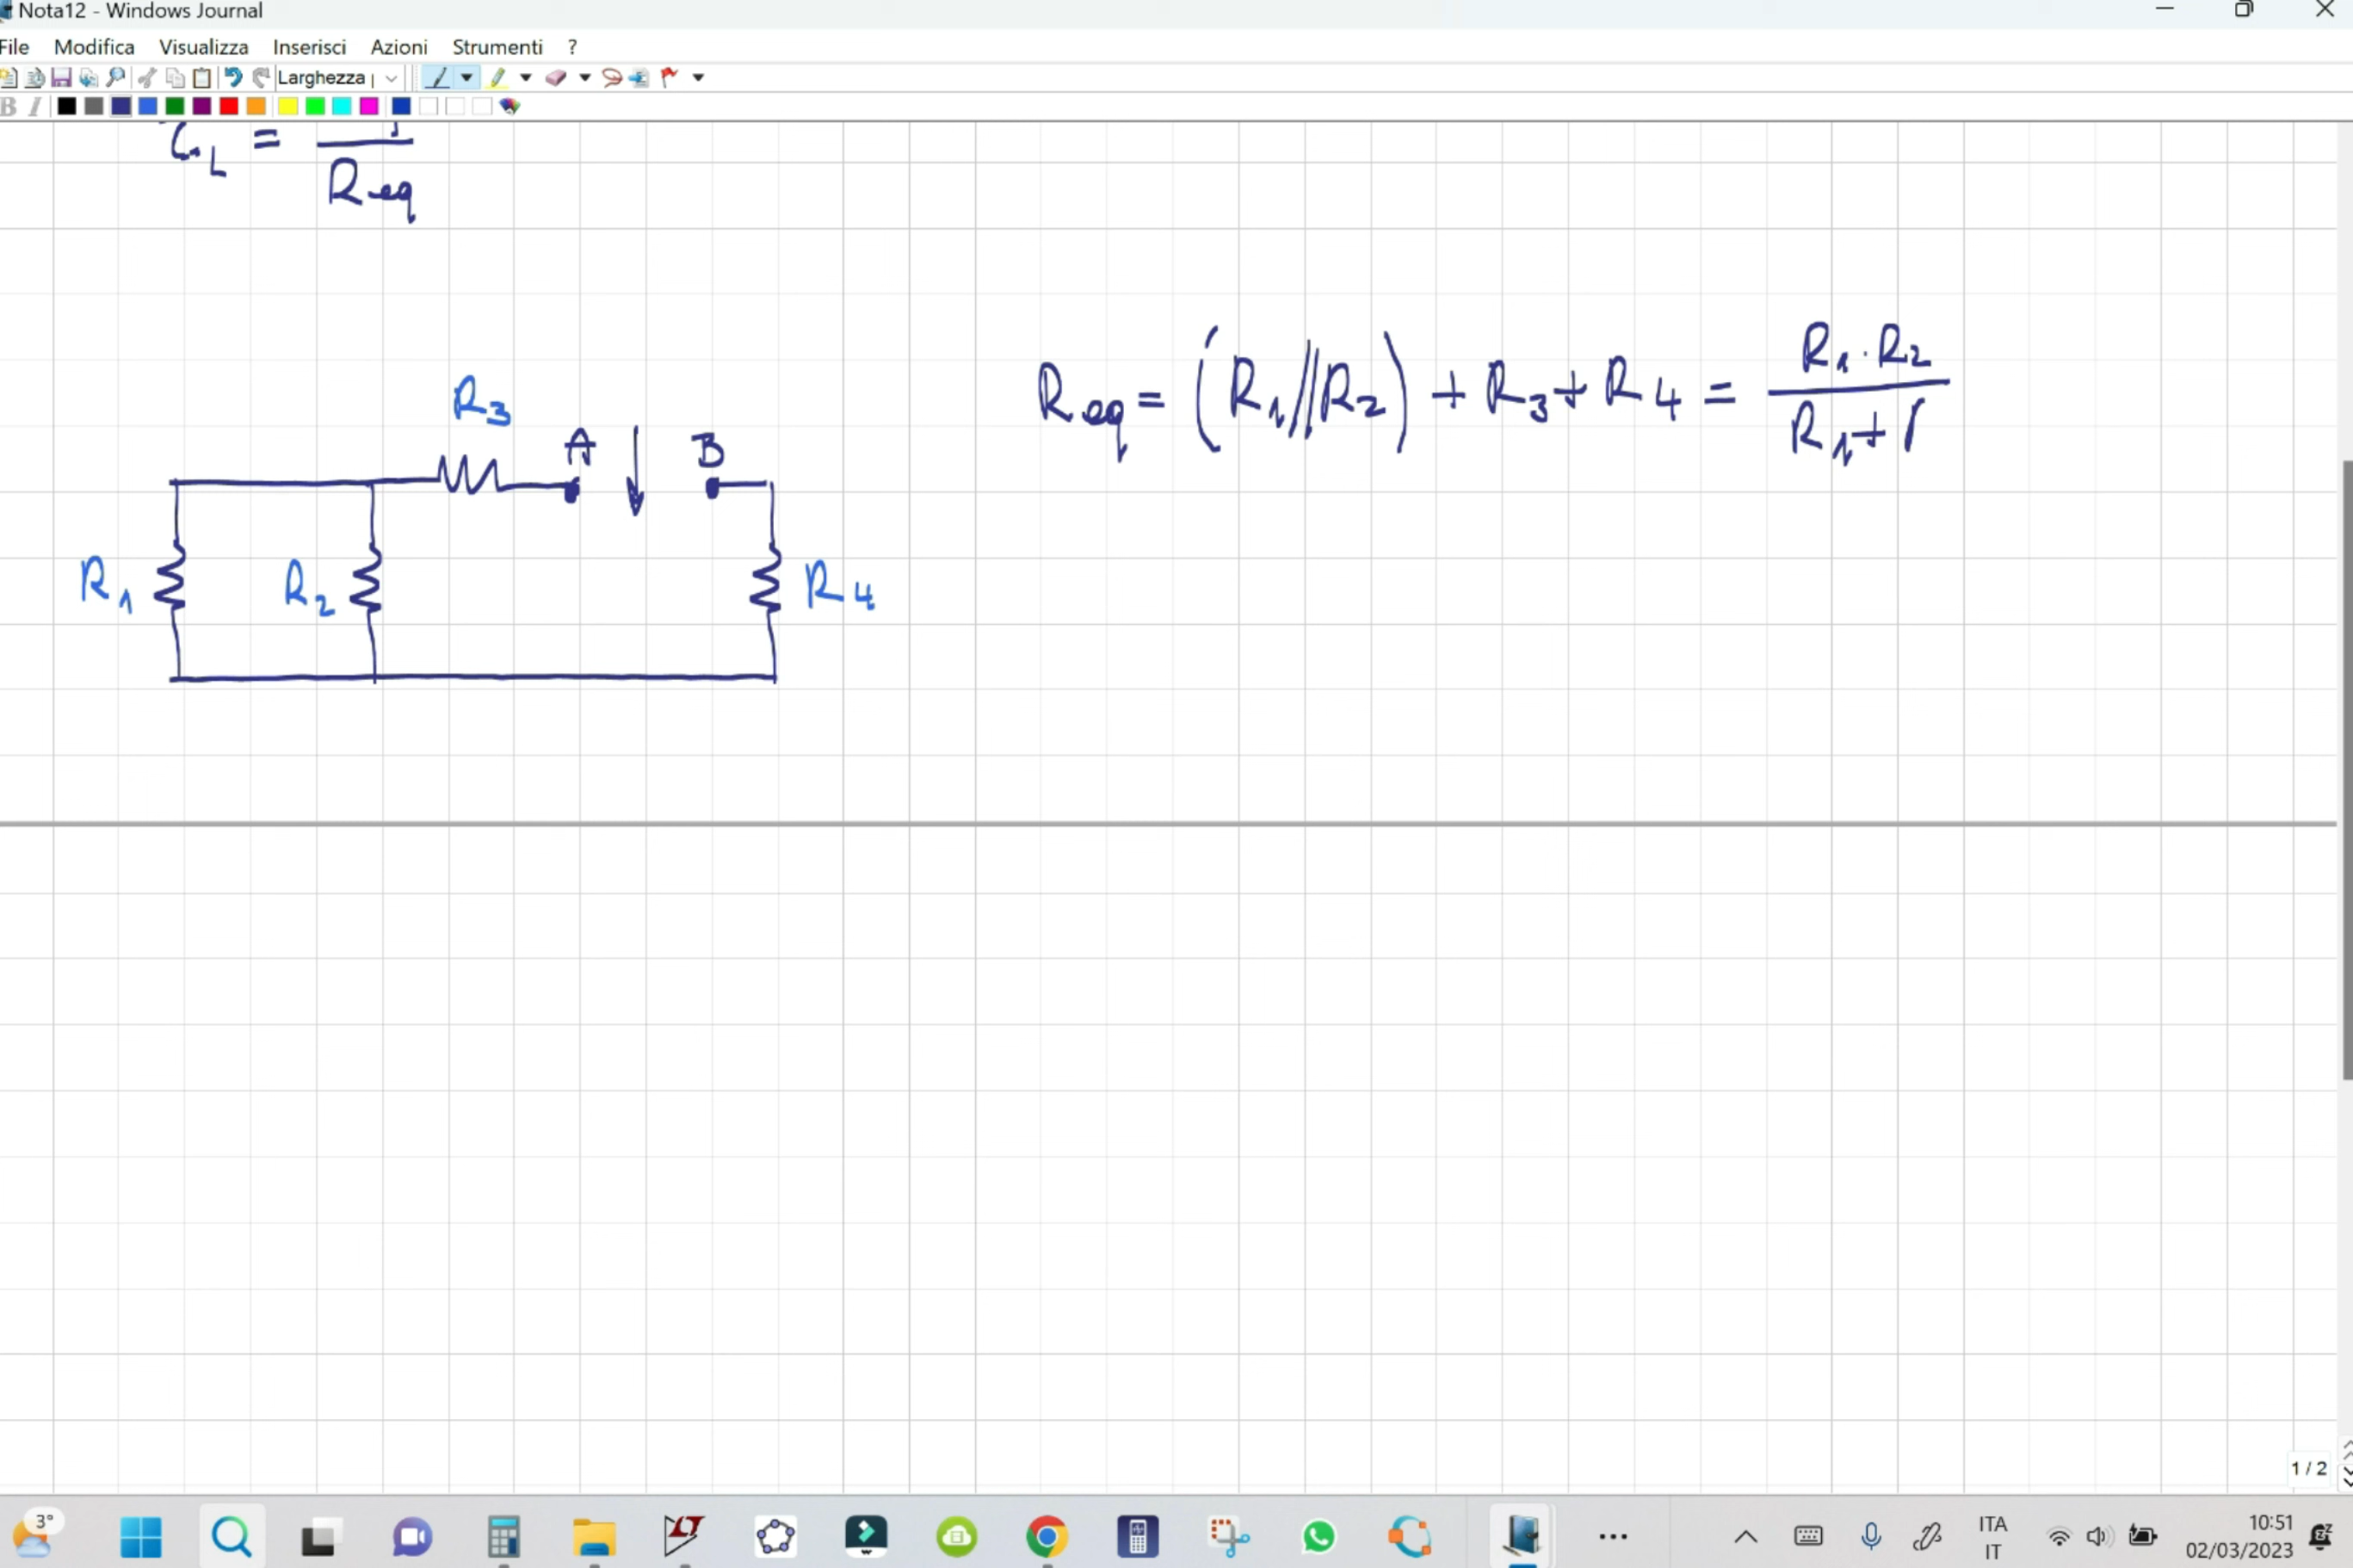 Nota12 - Windows Journal
File Modifica Visualizza Inserisci Azioni Strumenti ?
Larghezza
B I
L =
Req
Req = (R1//R2) + R3 + R4 = R1 · R2
R1 +
R3
A B
R1 R2 R4
1 / 2
3°
ITA
IT
10:51
02/03/2023